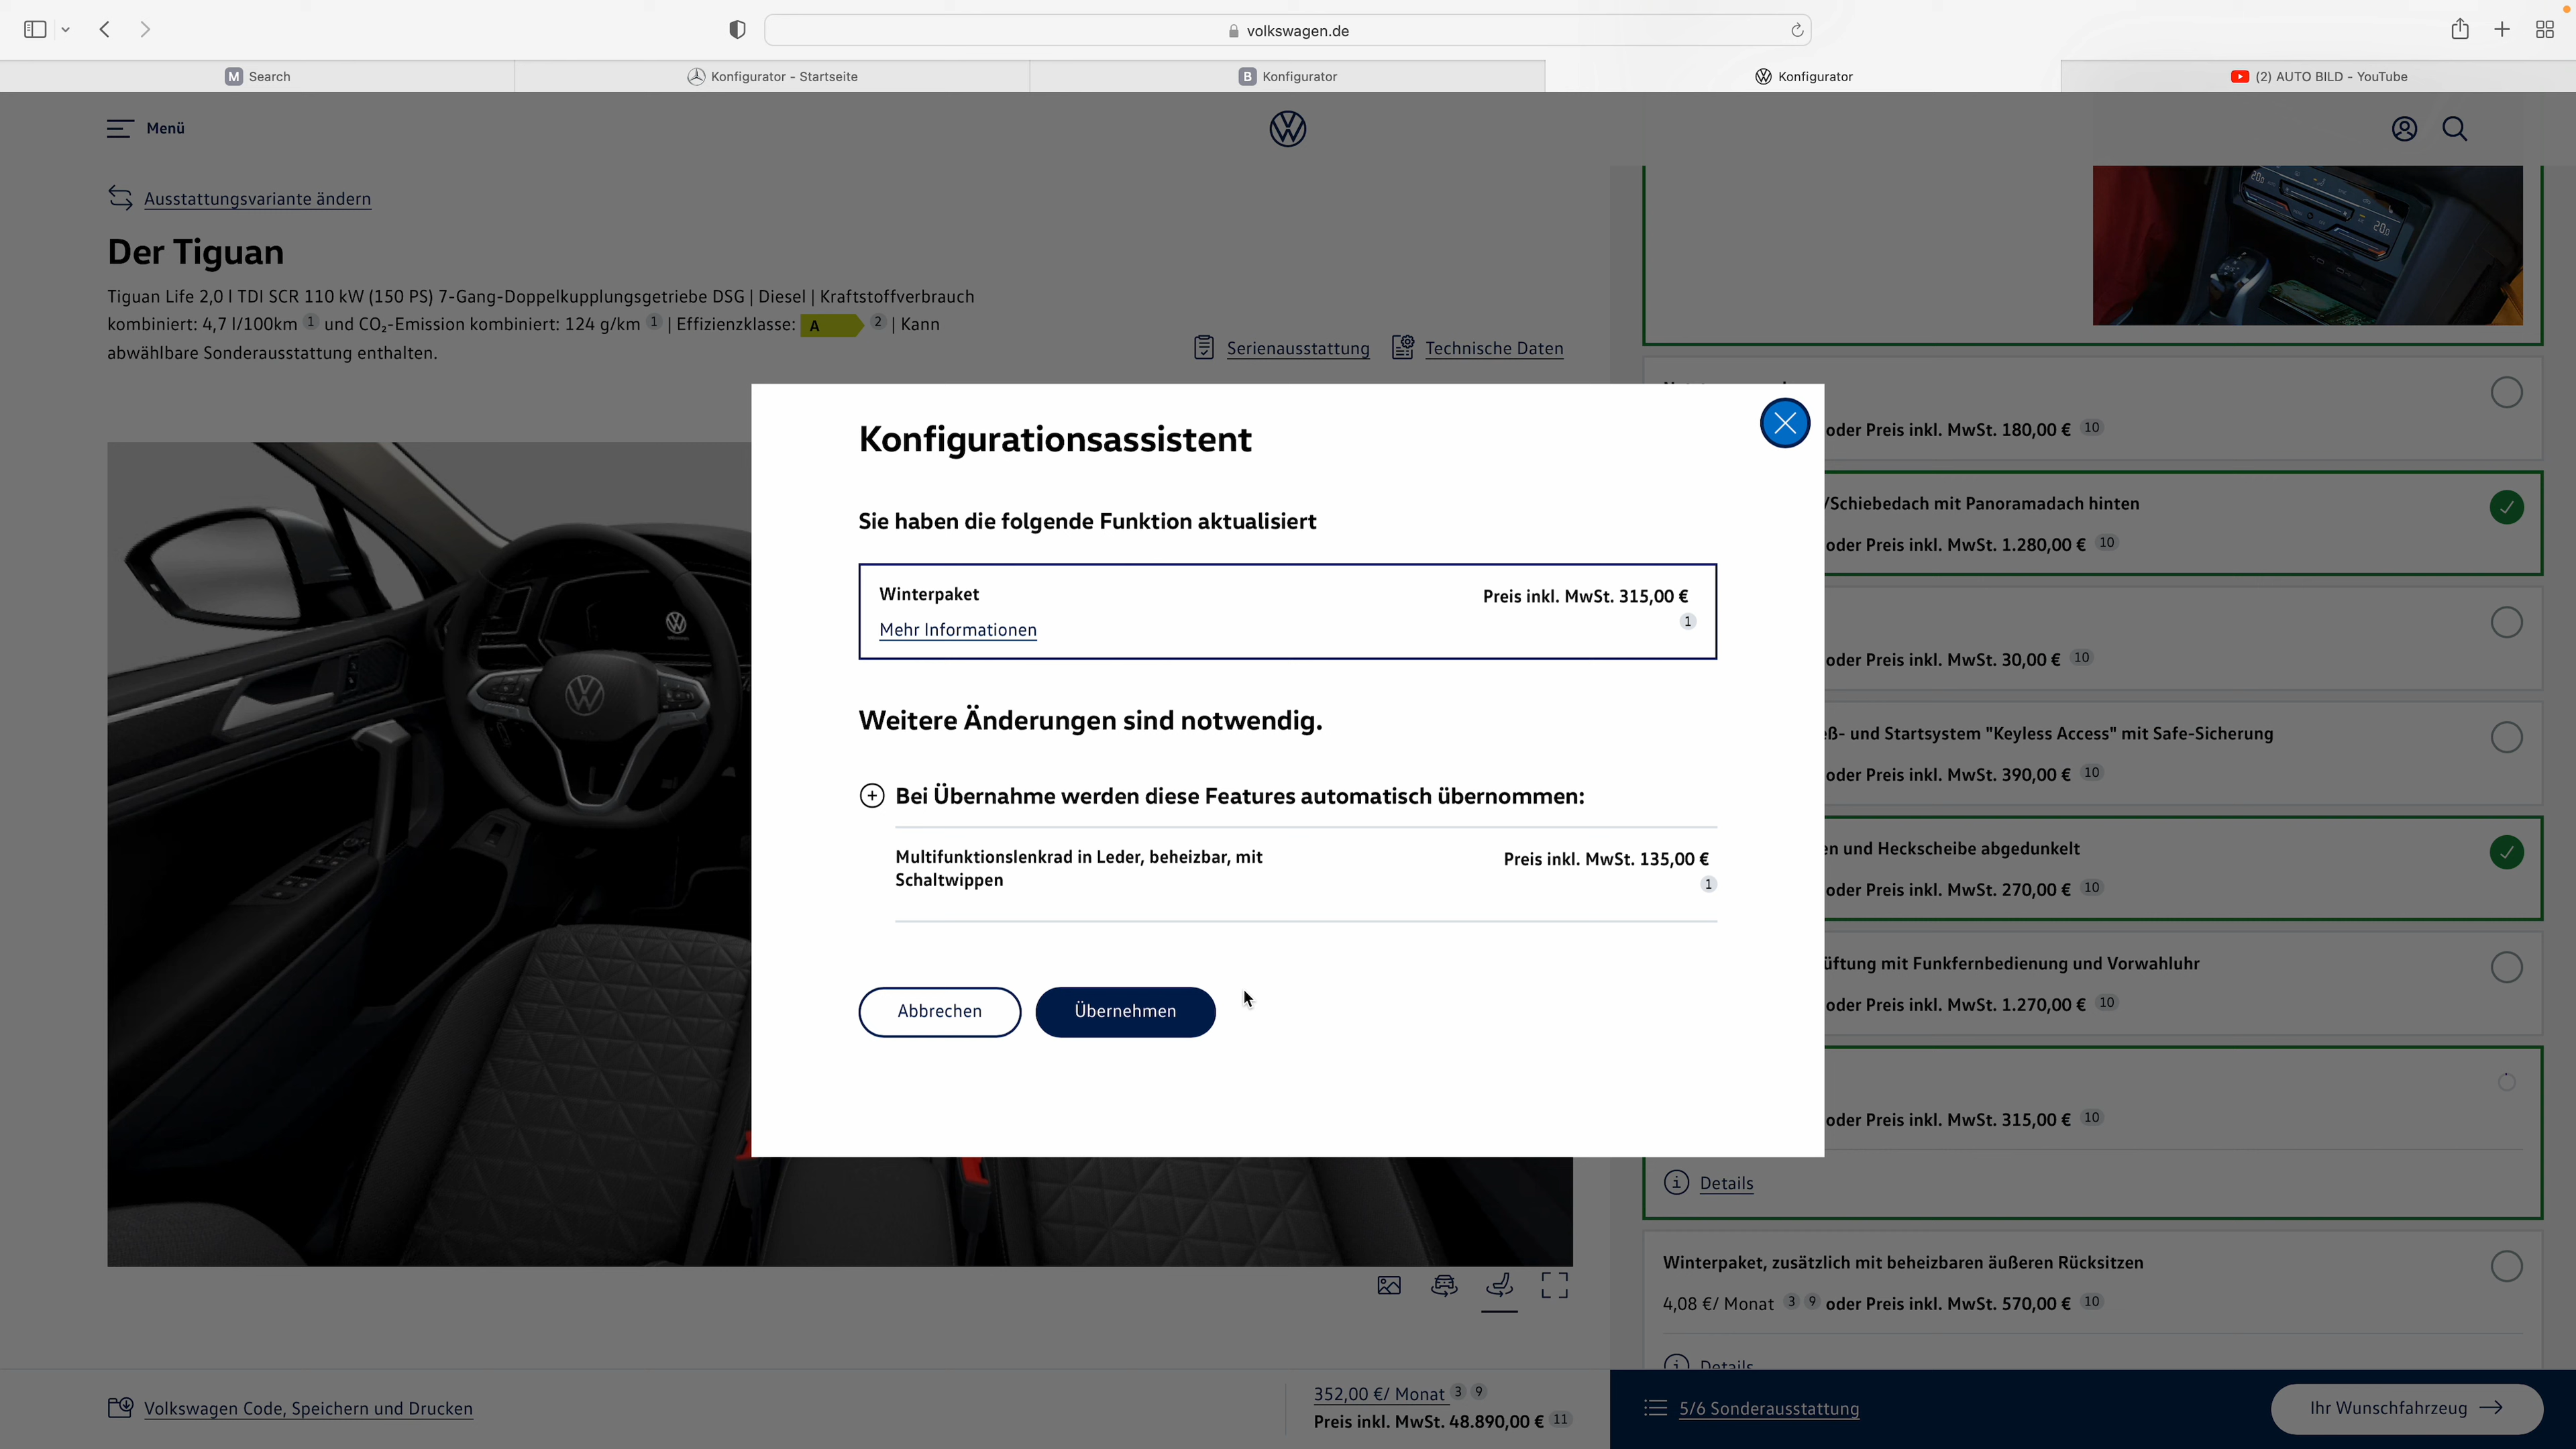 volkswagen.de
M Search
Konfigurator - Startseite
B Konfigurator
Konfigurator
(2) AUTO BILD - YouTube
Menü
Ausstattungsvariante ändern
Der Tiguan
Tiguan Life 2,0 l TDI SCR 110 kW (150 PS) 7-Gang-Doppelkupplungsgetriebe DSG | Diesel | Kraftstoffverbrauch
kombiniert: 4,7 l/100km 1 und CO₂-Emission kombiniert: 124 g/km 1 | Effizienzklasse: A 2 | Kann
abwählbare Sonderausstattung enthalten.
Serienausstattung
Technische Daten
Konfigurationsassistent
Sie haben die folgende Funktion aktualisiert
Winterpaket
Preis inkl. MwSt. 315,00 €
1
Mehr Informationen
Weitere Änderungen sind notwendig.
Bei Übernahme werden diese Features automatisch übernommen:
Multifunktionslenkrad in Leder, beheizbar, mit
Schaltwippen
Preis inkl. MwSt. 135,00 €
1
Abbrechen
Übernehmen
oder Preis inkl. MwSt. 180,00 € 10
/Schiebedach mit Panoramadach hinten
oder Preis inkl. MwSt. 1.280,00 € 10
oder Preis inkl. MwSt. 30,00 € 10
eß- und Startsystem "Keyless Access" mit Safe-Sicherung
oder Preis inkl. MwSt. 390,00 € 10
en und Heckscheibe abgedunkelt
oder Preis inkl. MwSt. 270,00 € 10
üftung mit Funkfernbedienung und Vorwahluhr
oder Preis inkl. MwSt. 1.270,00 € 10
oder Preis inkl. MwSt. 315,00 € 10
Details
Winterpaket, zusätzlich mit beheizbaren äußeren Rücksitzen
4,08 €/ Monat 3 9 oder Preis inkl. MwSt. 570,00 € 10
Details
Volkswagen Code, Speichern und Drucken
352,00 €/ Monat 3 9
Preis inkl. MwSt. 48.890,00 € 11
5/6 Sonderausstattung
Ihr Wunschfahrzeug